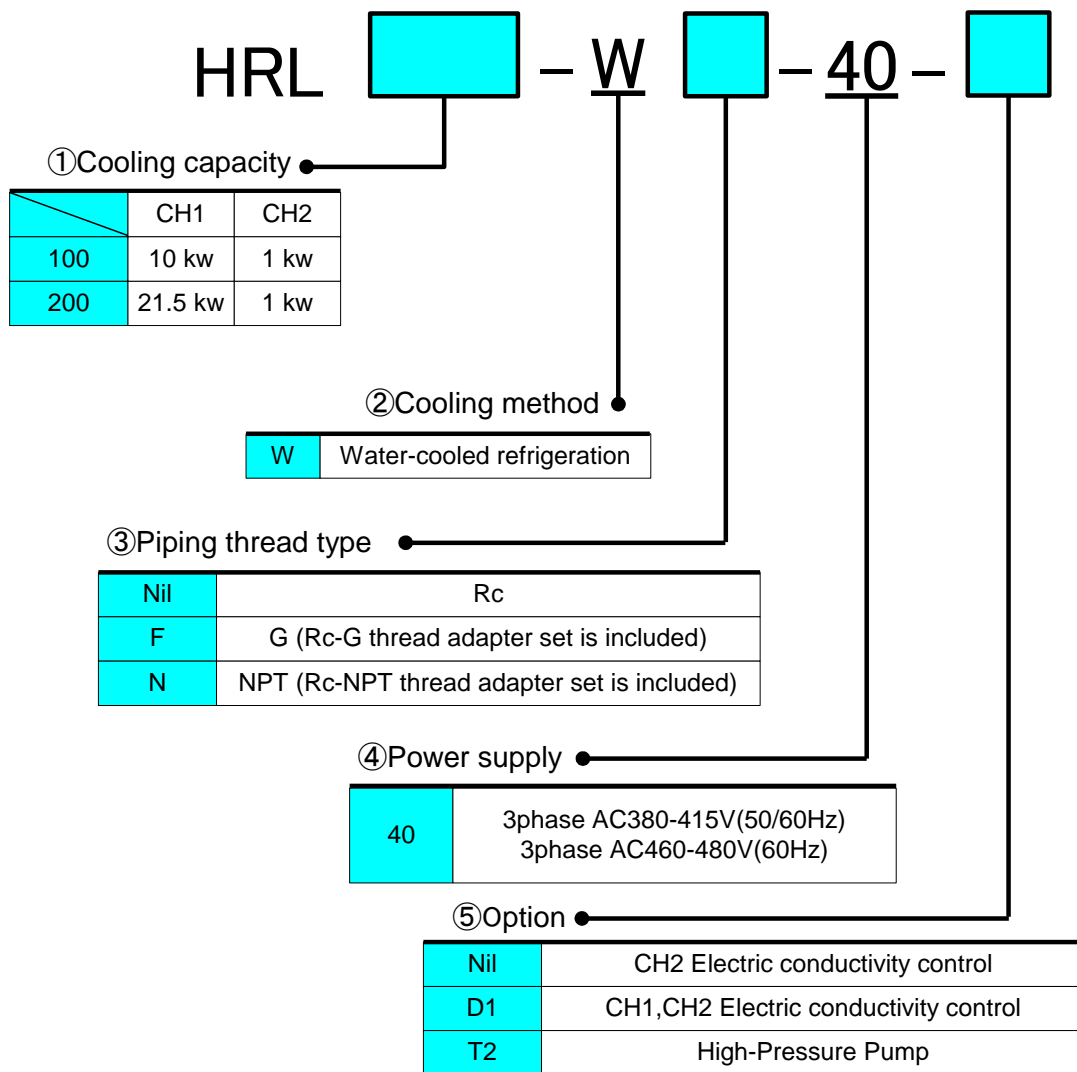 HRL – W – 40 –
①Cooling capacity
CH1 CH2
100 10 kw 1 kw
200 21.5 kw 1 kw
②Cooling method
W Water-cooled refrigeration
③Piping thread type
Nil Rc
F G (Rc-G thread adapter set is included)
N NPT (Rc-NPT thread adapter set is included)
④Power supply
40 3phase AC380-415V(50/60Hz)
3phase AC460-480V(60Hz)
⑤Option
Nil CH2 Electric conductivity control
D1 CH1,CH2 Electric conductivity control
T2 High-Pressure Pump